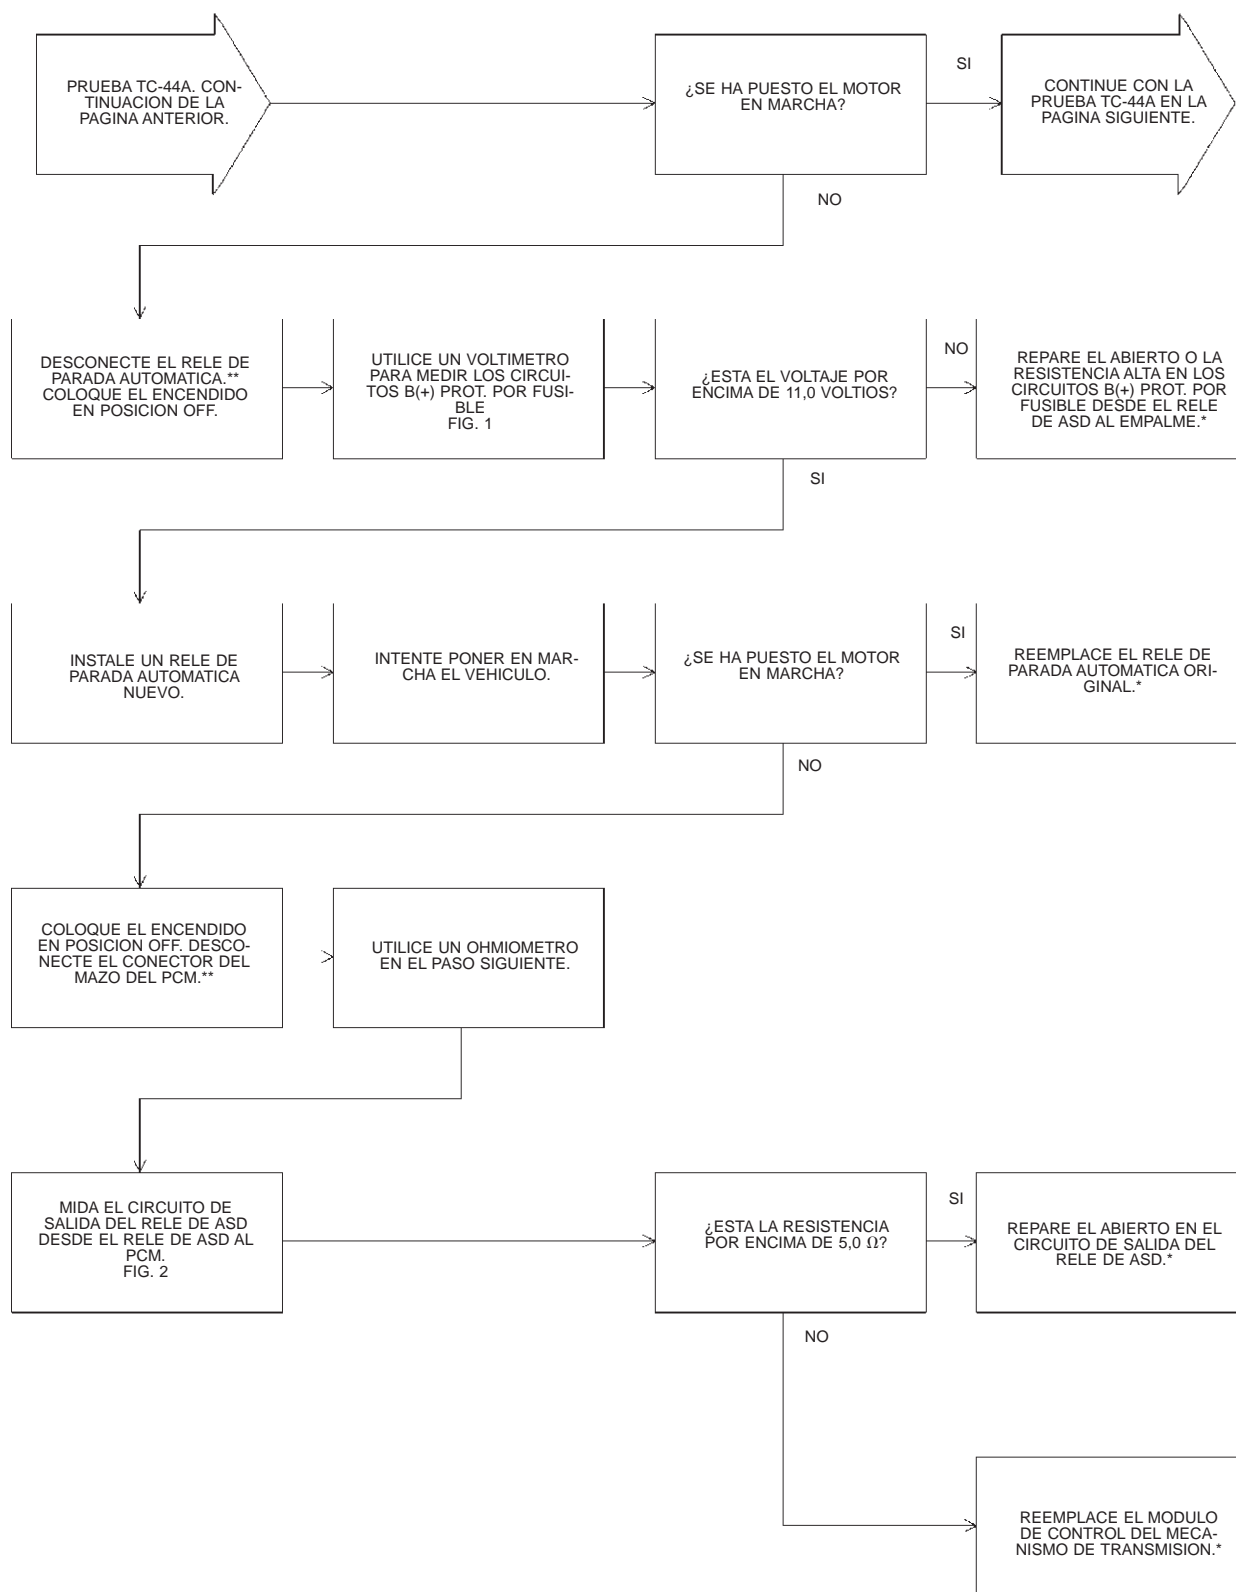 PRUEBA TC-44A. CON-
TINUACION DE LA
PAGINA ANTERIOR.
¿SE HA PUESTO EL MOTOR
EN MARCHA?
SI
CONTINUE CON LA
PRUEBA TC-44A EN LA
PAGINA SIGUIENTE.
NO
DESCONECTE EL RELE DE
PARADA AUTOMATICA.**
COLOQUE EL ENCENDIDO
EN POSICION OFF.
UTILICE UN VOLTIMETRO
PARA MEDIR LOS CIRCUI-
TOS B(+) PROT. POR FUSI-
BLE
FIG. 1
¿ESTA EL VOLTAJE POR
ENCIMA DE 11,0 VOLTIOS?
NO
REPARE EL ABIERTO O LA
RESISTENCIA ALTA EN LOS
CIRCUITOS B(+) PROT. POR
FUSIBLE DESDE EL RELE
DE ASD AL EMPALME.*
SI
INSTALE UN RELE DE
PARADA AUTOMATICA
NUEVO.
INTENTE PONER EN MAR-
CHA EL VEHICULO.
¿SE HA PUESTO EL MOTOR
EN MARCHA?
SI
REEMPLACE EL RELE DE
PARADA AUTOMATICA ORI-
GINAL.*
NO
COLOQUE EL ENCENDIDO
EN POSICION OFF. DESCO-
NECTE EL CONECTOR DEL
MAZO DEL PCM.**
UTILICE UN OHMIOMETRO
EN EL PASO SIGUIENTE.
MIDA EL CIRCUITO DE
SALIDA DEL RELE DE ASD
DESDE EL RELE DE ASD AL
PCM.
FIG. 2
¿ESTA LA RESISTENCIA
POR ENCIMA DE 5,0 Ω?
SI
REPARE EL ABIERTO EN EL
CIRCUITO DE SALIDA DEL
RELE DE ASD.*
NO
REEMPLACE EL MODULO
DE CONTROL DEL MECA-
NISMO DE TRANSMISION.*